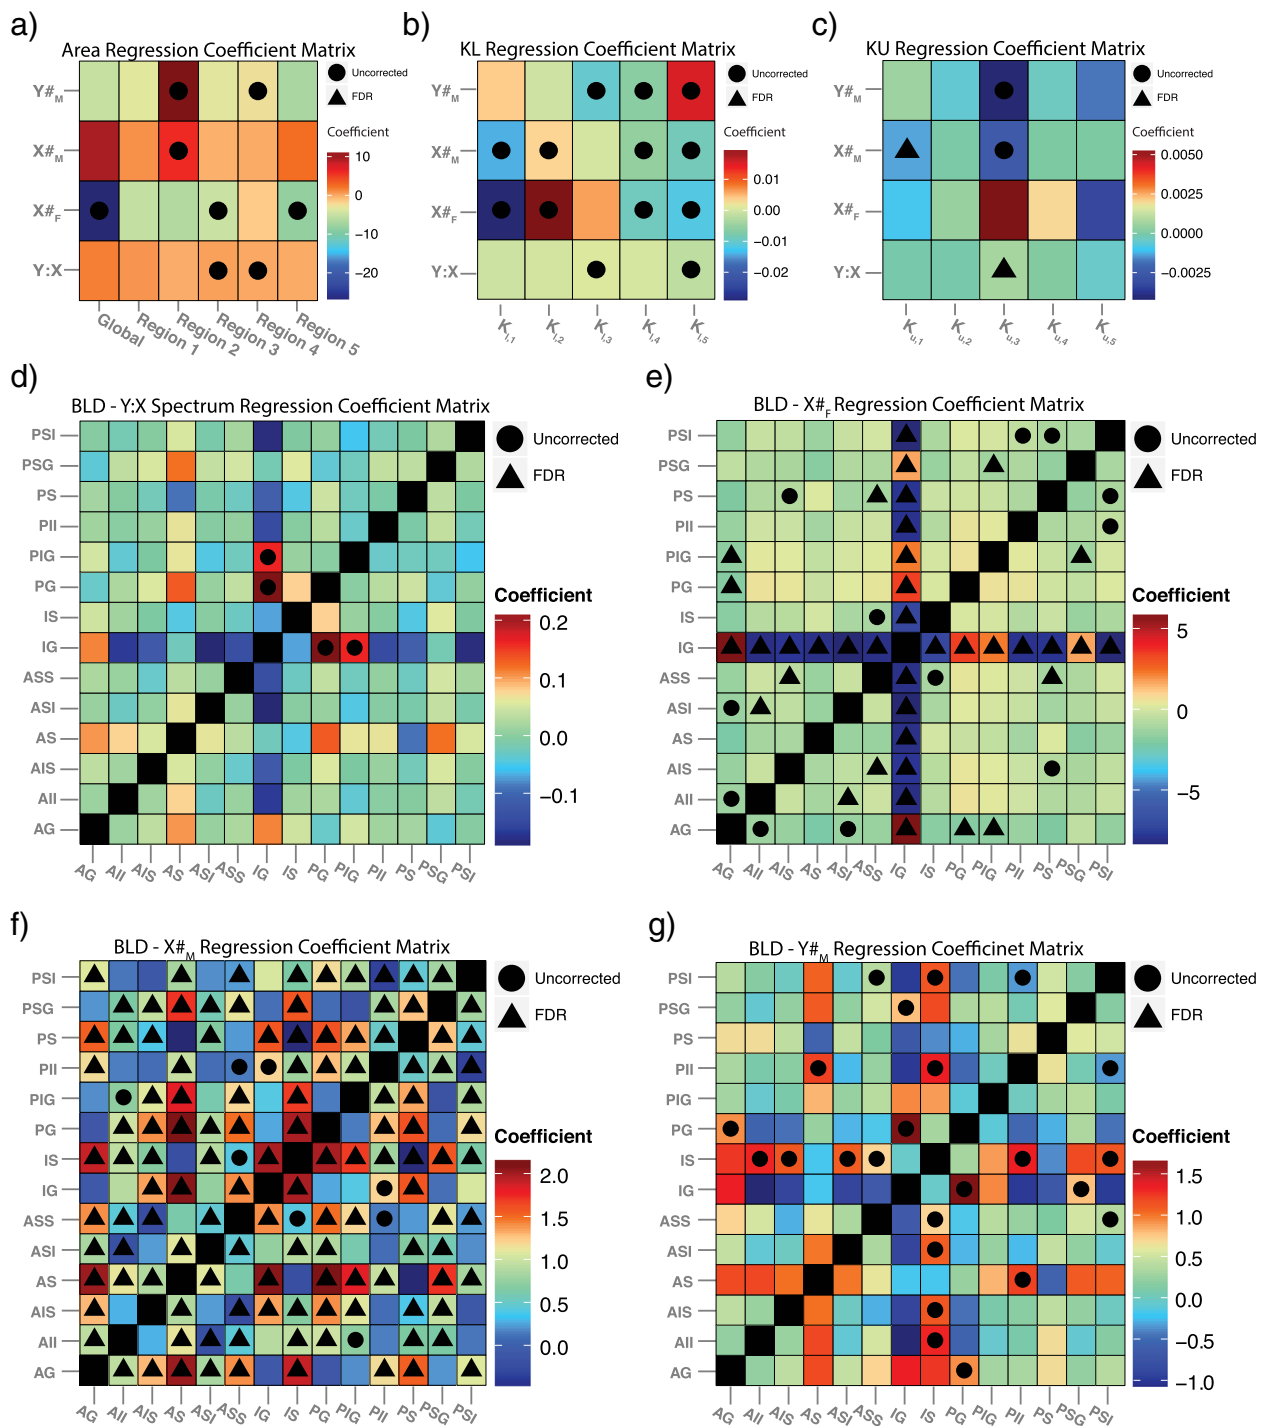 a)
b)
c)
Area Regression Coefficient Matrix
KL Regression Coefficient Matrix
KU Regression Coefficient Matrix
Y#M
X#M
X#F
Y:X
Global
Region 1
Region 2
Region 3
Region 4
Region 5
Uncorrected
FDR
Coefficient
10
0
−10
−20
Y#M
X#M
X#F
Y:X
Kl,1
Kl,2
Kl,3
Kl,4
Kl,5
Uncorrected
FDR
Coefficient
0.01
0.00
−0.01
−0.02
Y#M
X#M
X#F
Y:X
Ku,1
Ku,2
Ku,3
Ku,4
Ku,5
Uncorrected
FDR
Coefficient
0.0050
0.0025
0.0000
−0.0025
d)
BLD - Y:X Spectrum Regression Coefficient Matrix
PSI
PSG
PS
PII
PIG
PG
IS
IG
ASS
ASI
AS
AIS
AII
AG
AG
AII
AIS
AS
ASI
ASS
IG
IS
PG
PIG
PII
PS
PSG
PSI
Uncorrected
FDR
Coefficient
0.2
0.1
0.0
−0.1
e)
BLD - X#F Regression Coefficient Matrix
PSI
PSG
PS
PII
PIG
PG
IS
IG
ASS
ASI
AS
AIS
AII
AG
AG
AII
AIS
AS
ASI
ASS
IG
IS
PG
PIG
PII
PS
PSG
PSI
Uncorrected
FDR
Coefficient
5
0
−5
f)
BLD - X#M Regression Coefficient Matrix
PSI
PSG
PS
PII
PIG
PG
IS
IG
ASS
ASI
AS
AIS
AII
AG
AG
AII
AIS
AS
ASI
ASS
IG
IS
PG
PIG
PII
PS
PSG
PSI
Uncorrected
FDR
Coefficient
2.0
1.5
1.0
0.5
0.0
g)
BLD - Y#M Regression Coefficinet Matrix
PSI
PSG
PS
PII
PIG
PG
IS
IG
ASS
ASI
AS
AIS
AII
AG
AG
AII
AIS
AS
ASI
ASS
IG
IS
PG
PIG
PII
PS
PSG
PSI
Uncorrected
FDR
Coefficient
1.5
1.0
0.5
0.0
−0.5
−1.0